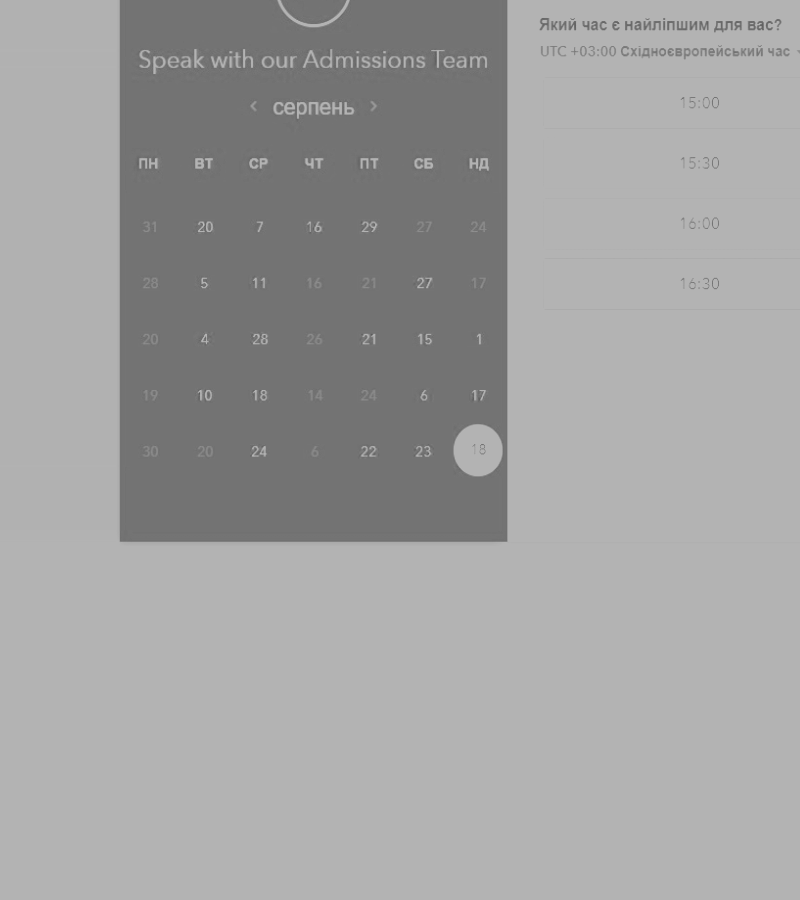 Speak with our Admissions Team
серпень
ПН ВТ СР ЧТ ПТ СБ НД
31 20 7 16 29 27 24
28 5 11 16 21 27 17
20 4 28 26 21 15 1
19 10 18 14 24 6 17
30 20 24 6 22 23 18
Який час є найліпшим для вас?
UTC +03:00 Східноєвропейський час
15:00
15:30
16:00
16:30